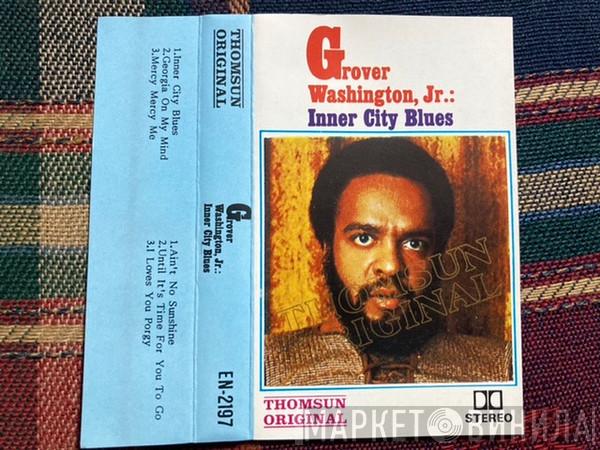 1.Inner City Blues
2.Georgia On My Mind
3.Mercy Mercy Me
1.Ain't No Sunshine
2.Until It's Time For You To Go
3.I Loves You Porgy
THOMSUN
ORIGINAL
Grover
Washington, Jr.:
Inner City Blues
EN-2197
Grover
Washington, Jr.:
Inner City Blues
THOMSUN
ORIGINAL
THOMSUN
ORIGINAL
STEREO
МАРКЕТ ВИНИЛА